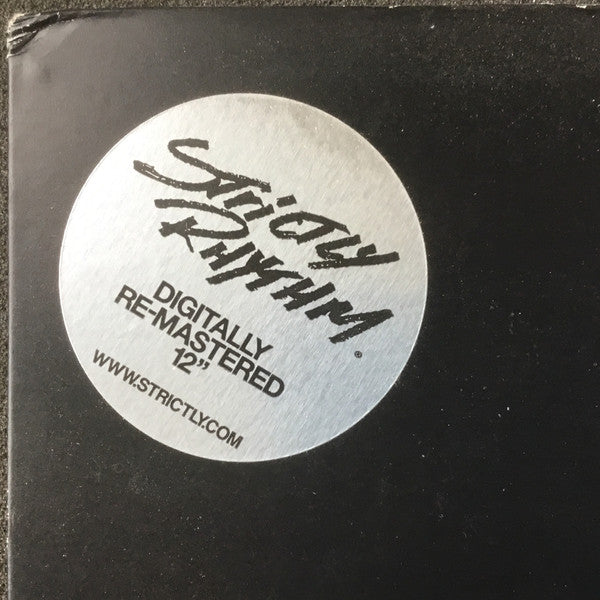 STRICTLY
RHYTHM®
DIGITALLY
RE-MASTERED
12”
WWW.STRICTLY.COM